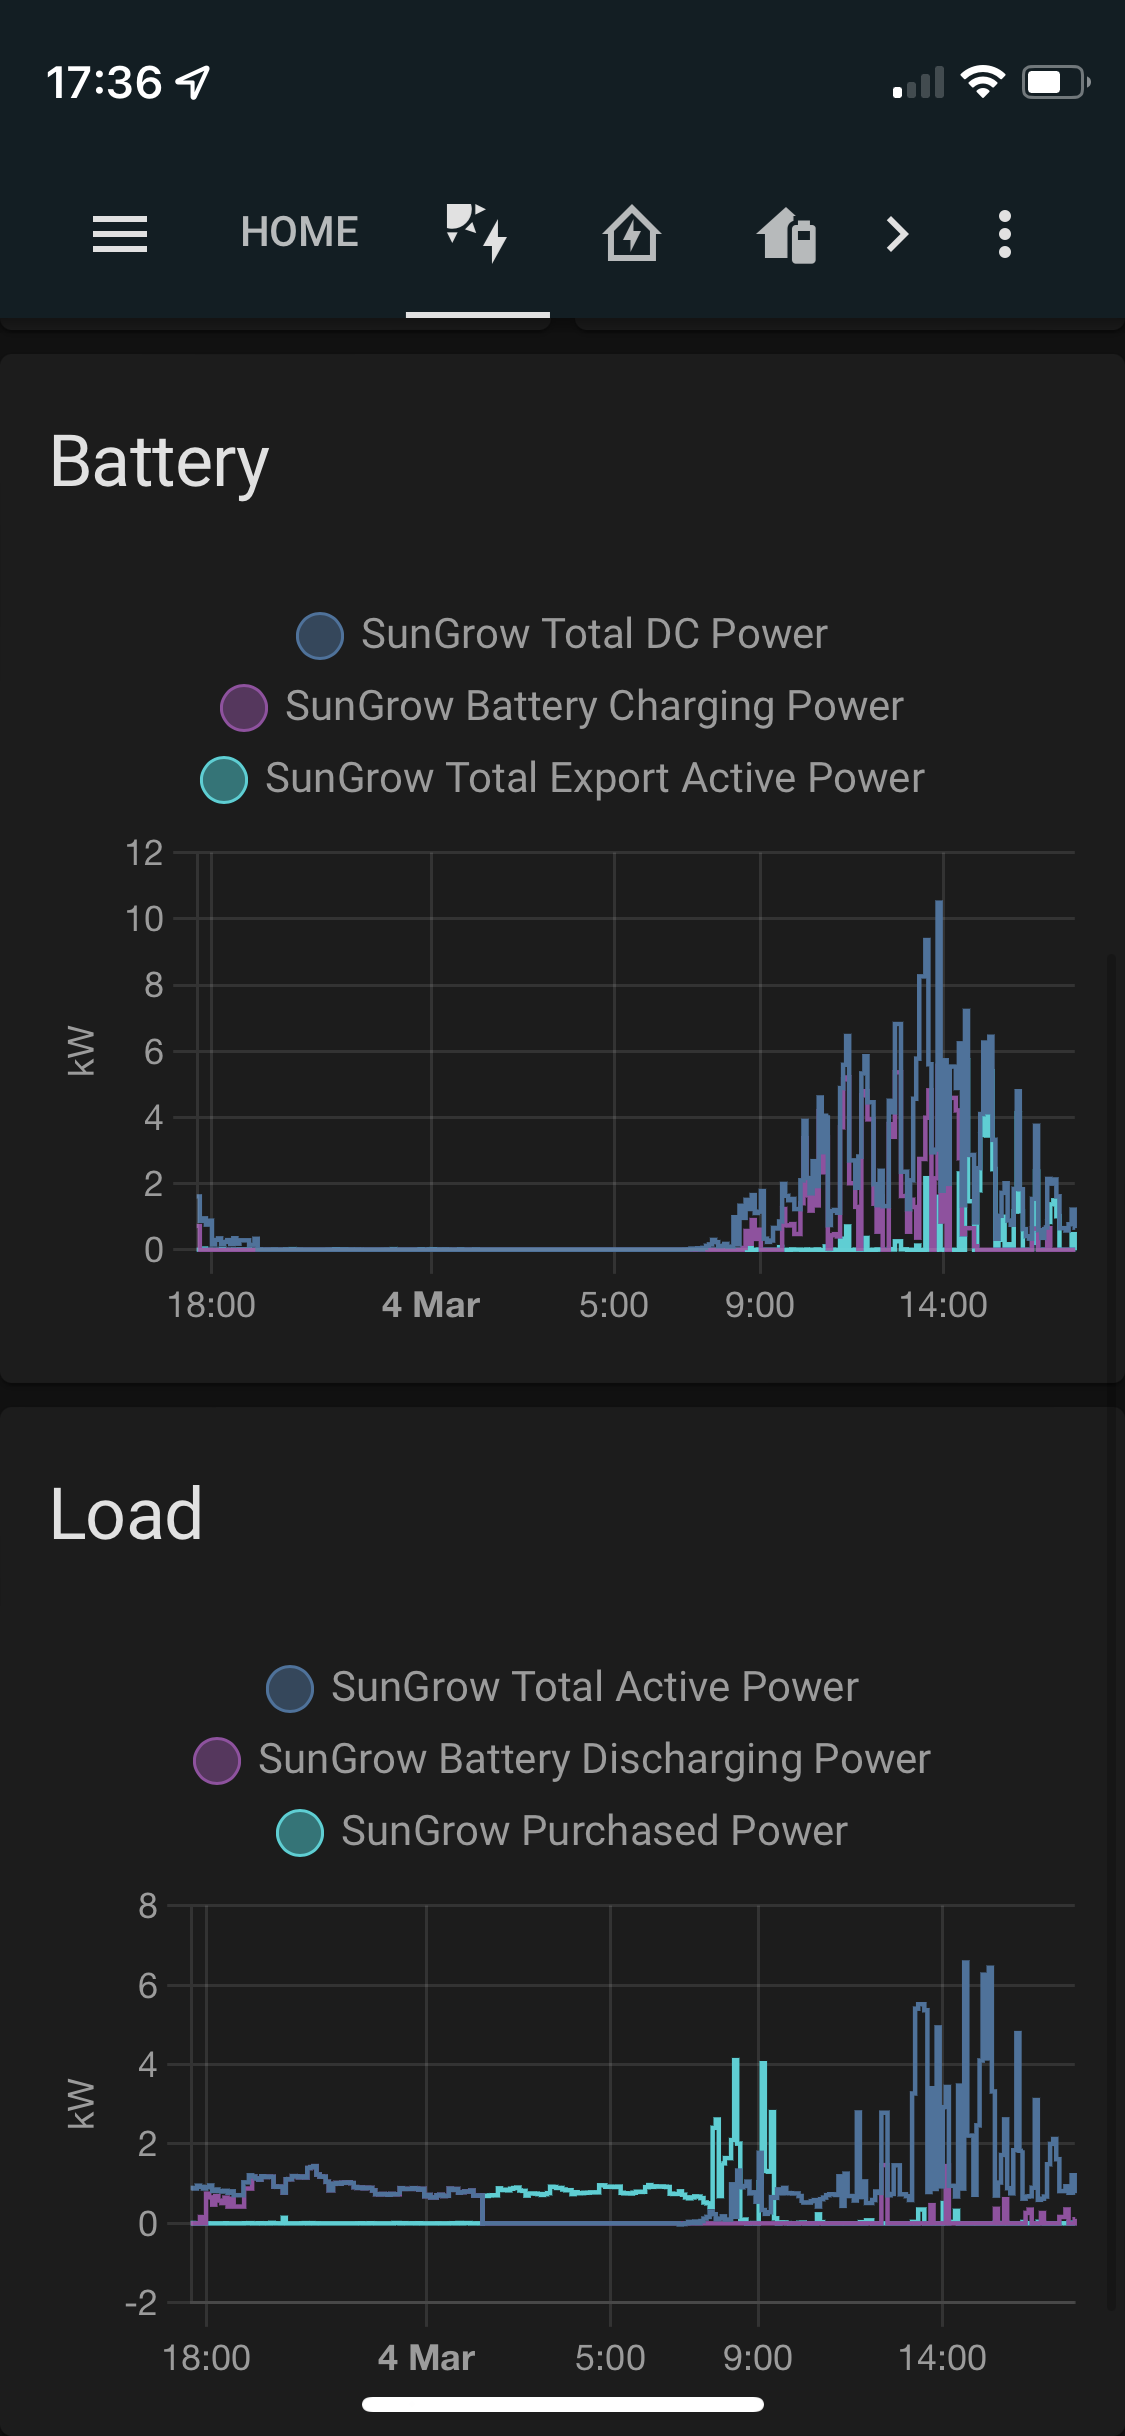 17:36
HOME
Battery
SunGrow Total DC Power
SunGrow Battery Charging Power
SunGrow Total Export Active Power
12
10
8
6
4
2
0
kW
18:00 4 Mar 5:00 9:00 14:00
Load
SunGrow Total Active Power
SunGrow Battery Discharging Power
SunGrow Purchased Power
8
6
4
2
0
-2
kW
18:00 4 Mar 5:00 9:00 14:00